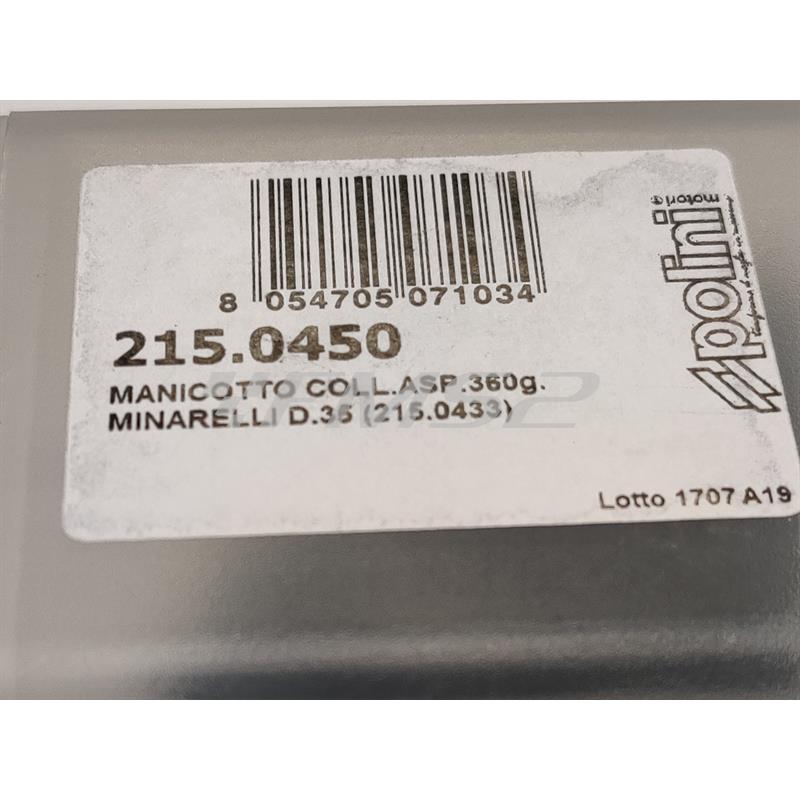 8 054705 071034
215.0450
MANICOTTO COLL.ASP.360g.
MINARELLI D.35 (215.0433)
Lotto 1707 A19
polini
motori